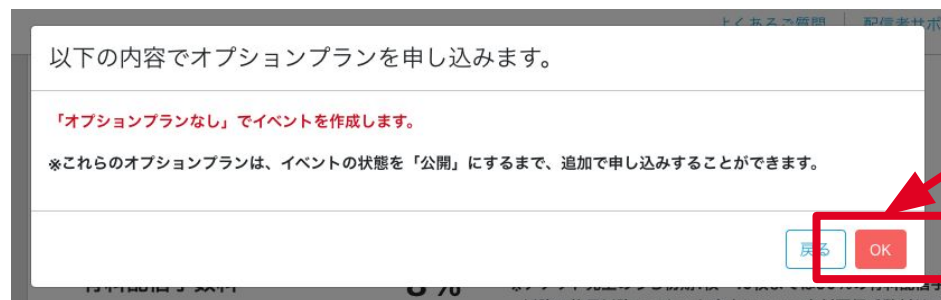 よくあるご質問 配信者サポ
以下の内容でオプションプランを申し込みます。
「オプションプランなし」でイベントを作成します。
※これらのオプションプランは、イベントの状態を「公開」にするまで、追加で申し込みすることができます。
戻る OK